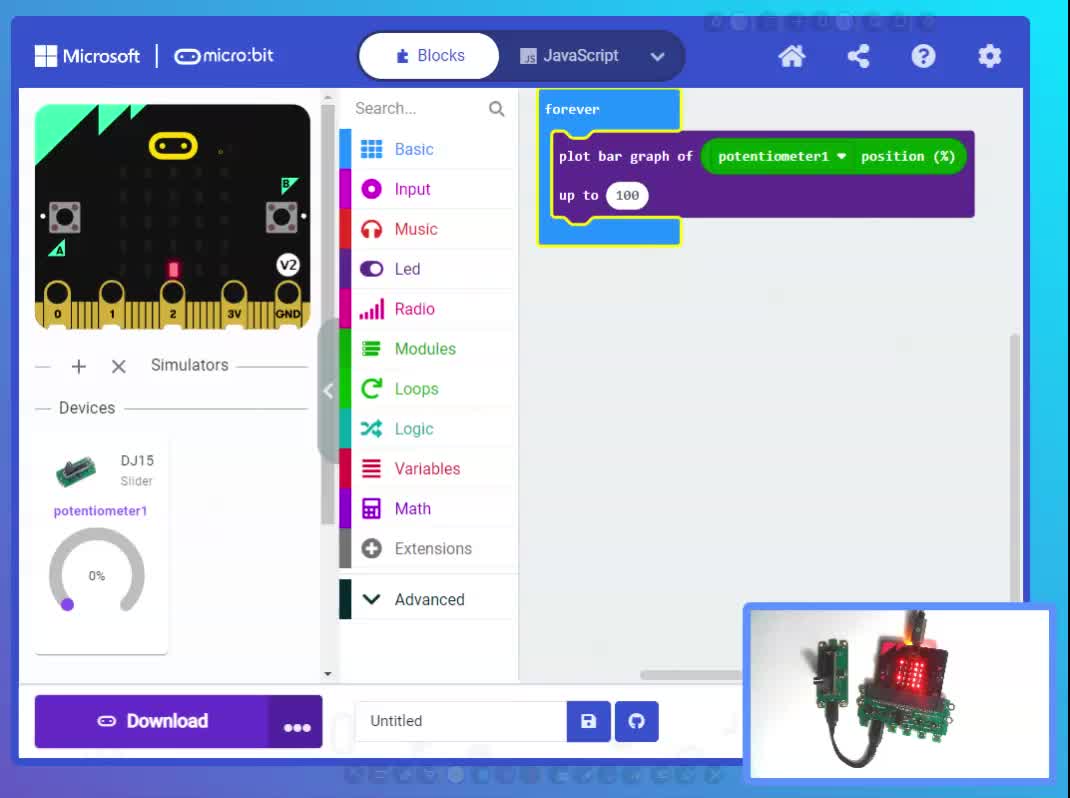 Microsoft | micro:bit
Blocks
JavaScript
B
A
V2
0 1 2 3V GND
Simulators
Devices
DJ15
Slider
potentiometer1
0%
Search...
Basic
Input
Music
Led
Radio
Modules
Loops
Logic
Variables
Math
Extensions
Advanced
forever
plot bar graph of potentiometer1 position (%)
up to 100
Download
Untitled